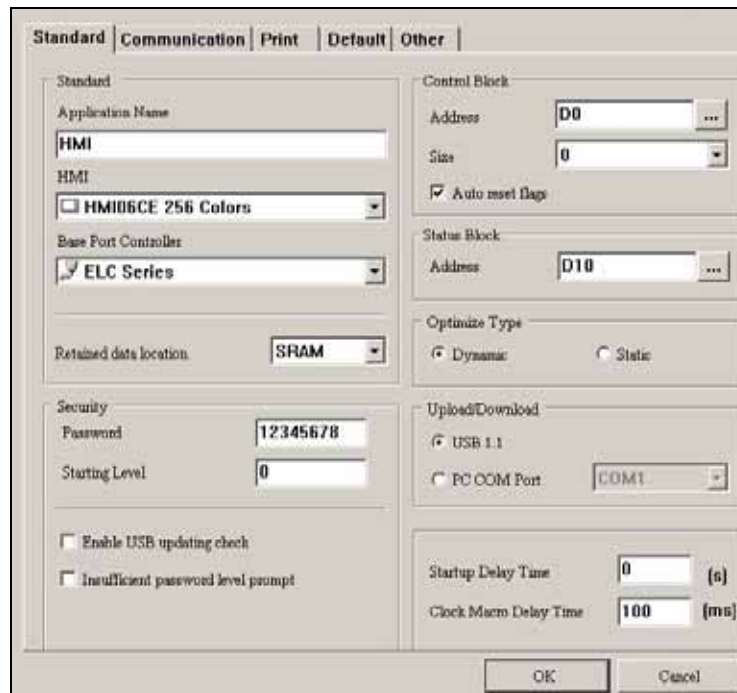 Standard Communication Print Default Other
Standard
Application Name
HMI
HMI
HMI06CE 256 Colors
Base Port Controller
ELC Series
Retained data location SRAM
Security
Password 12345678
Starting Level 0
Enable USB updating check
Insufficient password level prompt
Control Block
Address D0 ...
Size 0
Auto reset flags
Status Block
Address D10 ...
Optimize Type
Dynamic Static
Upload/Download
USB 1.1
PC COM Port COM1
Startup Delay Time 0 (s)
Clock Macro Delay Time 100 (ms)
OK Cancel